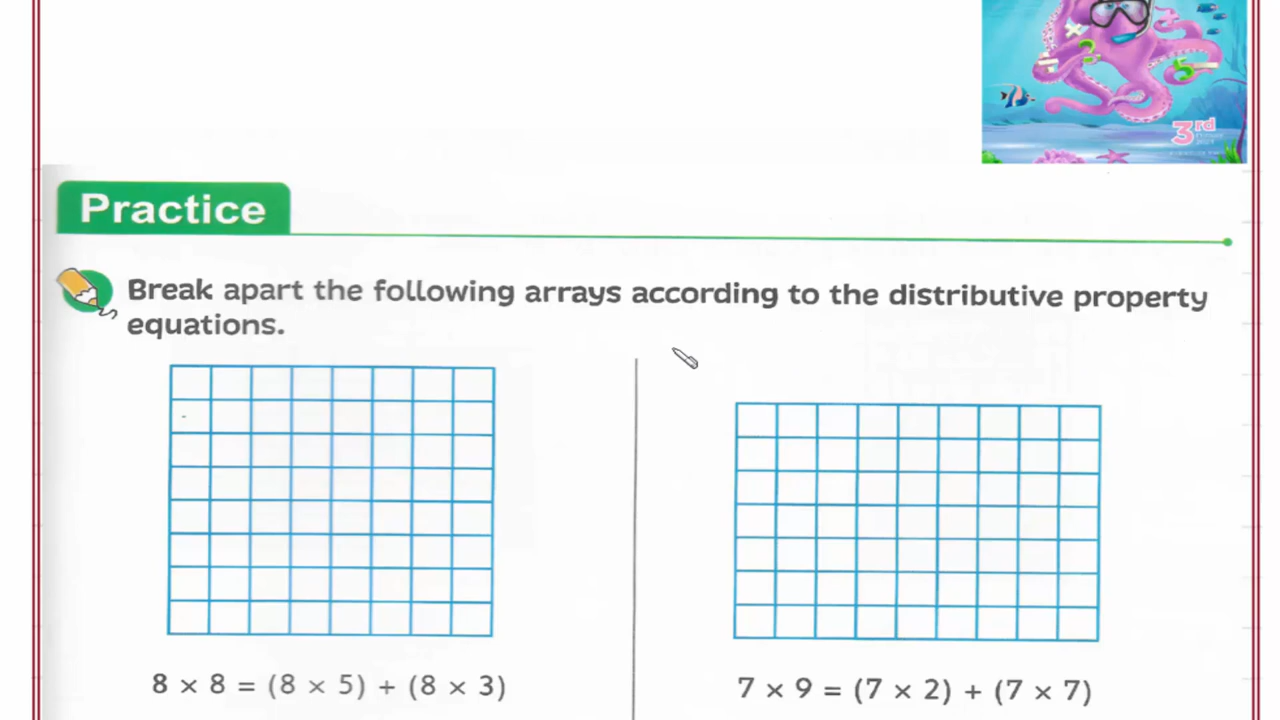 3rd
Practice
Break apart the following arrays according to the distributive property
equations.
8 × 8 = (8 × 5) + (8 × 3)
7 × 9 = (7 × 2) + (7 × 7)